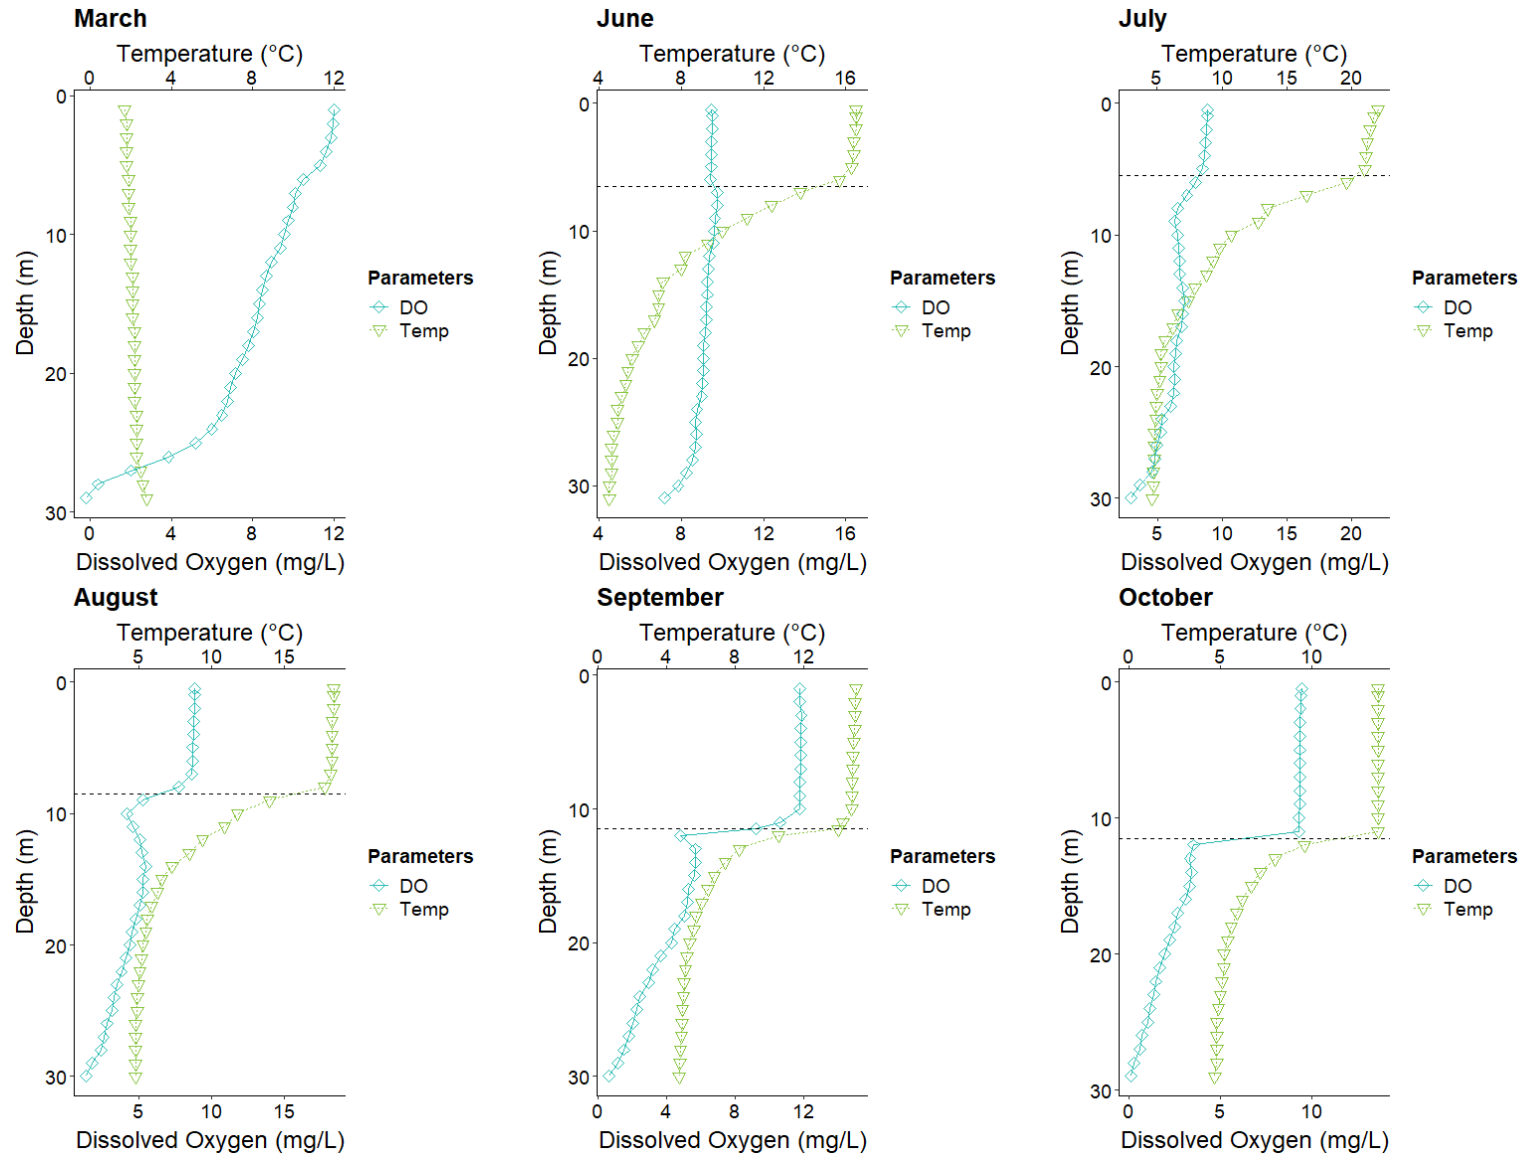 March
Temperature (°C)
0 4 8 12
0
10
20
30
Depth (m)
0 4 8 12
Dissolved Oxygen (mg/L)
Parameters
DO
Temp
June
Temperature (°C)
4 8 12 16
0
10
20
30
Depth (m)
4 8 12 16
Dissolved Oxygen (mg/L)
Parameters
DO
Temp
July
Temperature (°C)
5 10 15 20
0
10
20
30
Depth (m)
5 10 15 20
Dissolved Oxygen (mg/L)
Parameters
DO
Temp
August
Temperature (°C)
5 10 15
0
10
20
30
Depth (m)
5 10 15
Dissolved Oxygen (mg/L)
Parameters
DO
Temp
September
Temperature (°C)
0 4 8 12
0
10
20
30
Depth (m)
0 4 8 12
Dissolved Oxygen (mg/L)
Parameters
DO
Temp
October
Temperature (°C)
0 5 10
0
10
20
30
Depth (m)
0 5 10
Dissolved Oxygen (mg/L)
Parameters
DO
Temp